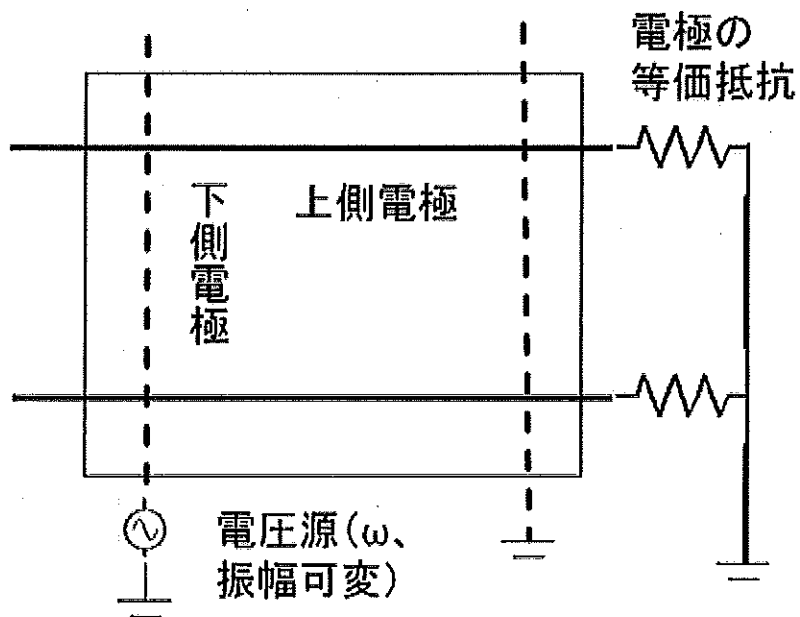 電極の
等価抵抗
上側電極
下側電極
電圧源(ω、
振幅可変)